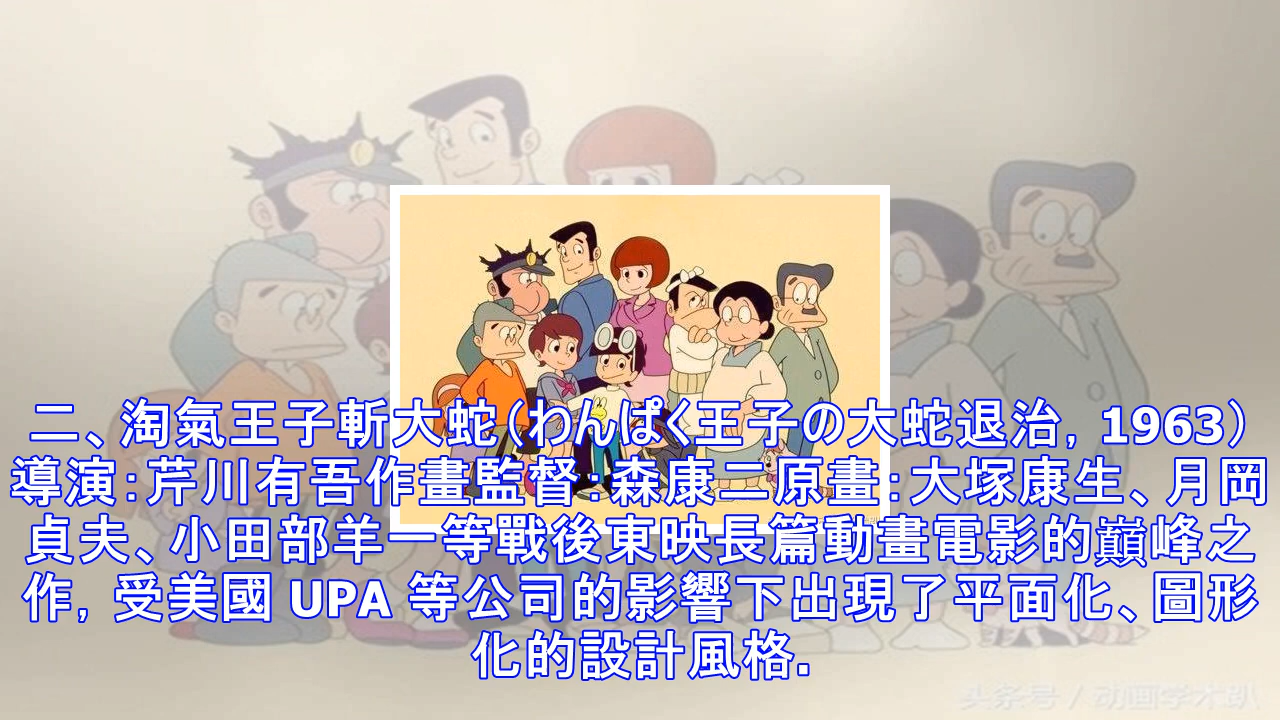 二、淘氣王子斬大蛇(わんぱく王子の大蛇退治, 1963)
導演:芹川有吾作畫監督:森康二原畫:大塚康生、月岡
貞夫、小田部羊一等戰後東映長篇動畫電影的巔峰之
作, 受美國 UPA 等公司的影響下出現了平面化、圖形
化的設計風格.
头条号 / 动画学术趴